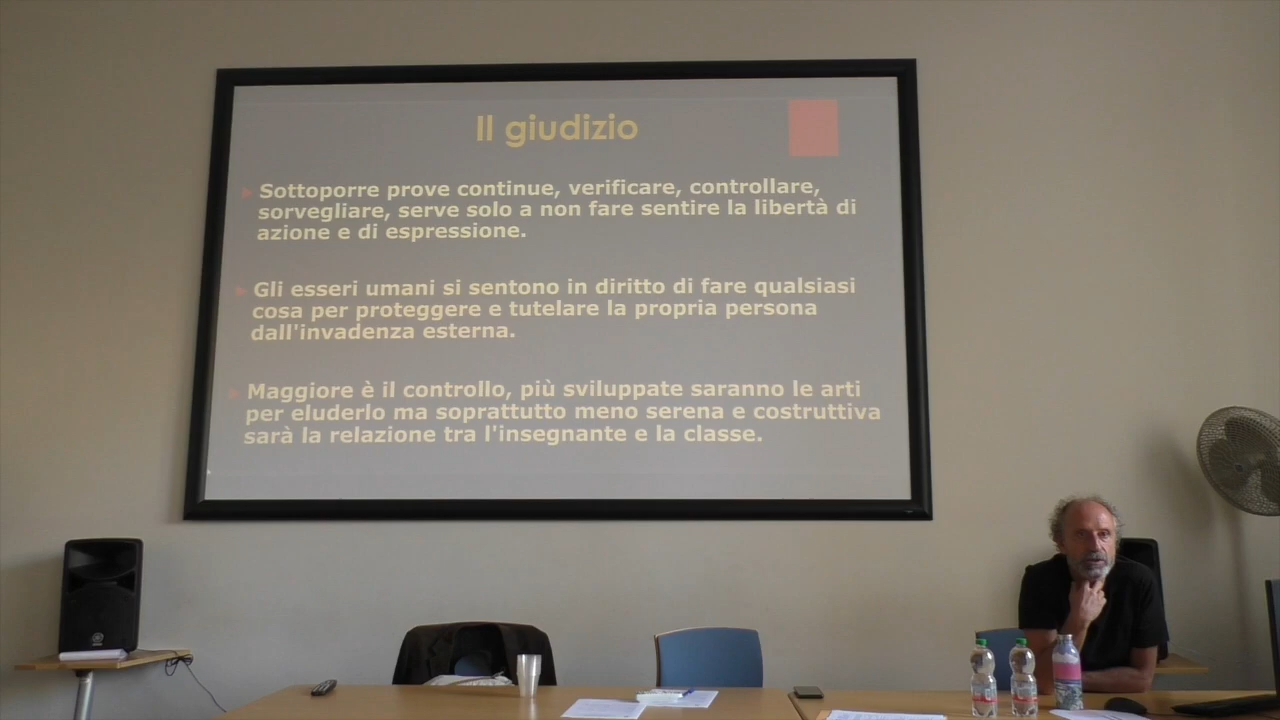 Il giudizio
Sottoporre prove continue, verificare, controllare,
sorvegliare, serve solo a non fare sentire la libertà di
azione e di espressione.
Gli esseri umani si sentono in diritto di fare qualsiasi
cosa per proteggere e tutelare la propria persona
dall'invadenza esterna.
Maggiore è il controllo, più sviluppate saranno le arti
per eluderlo ma soprattutto meno serena e costruttiva
sarà la relazione tra l'insegnante e la classe.